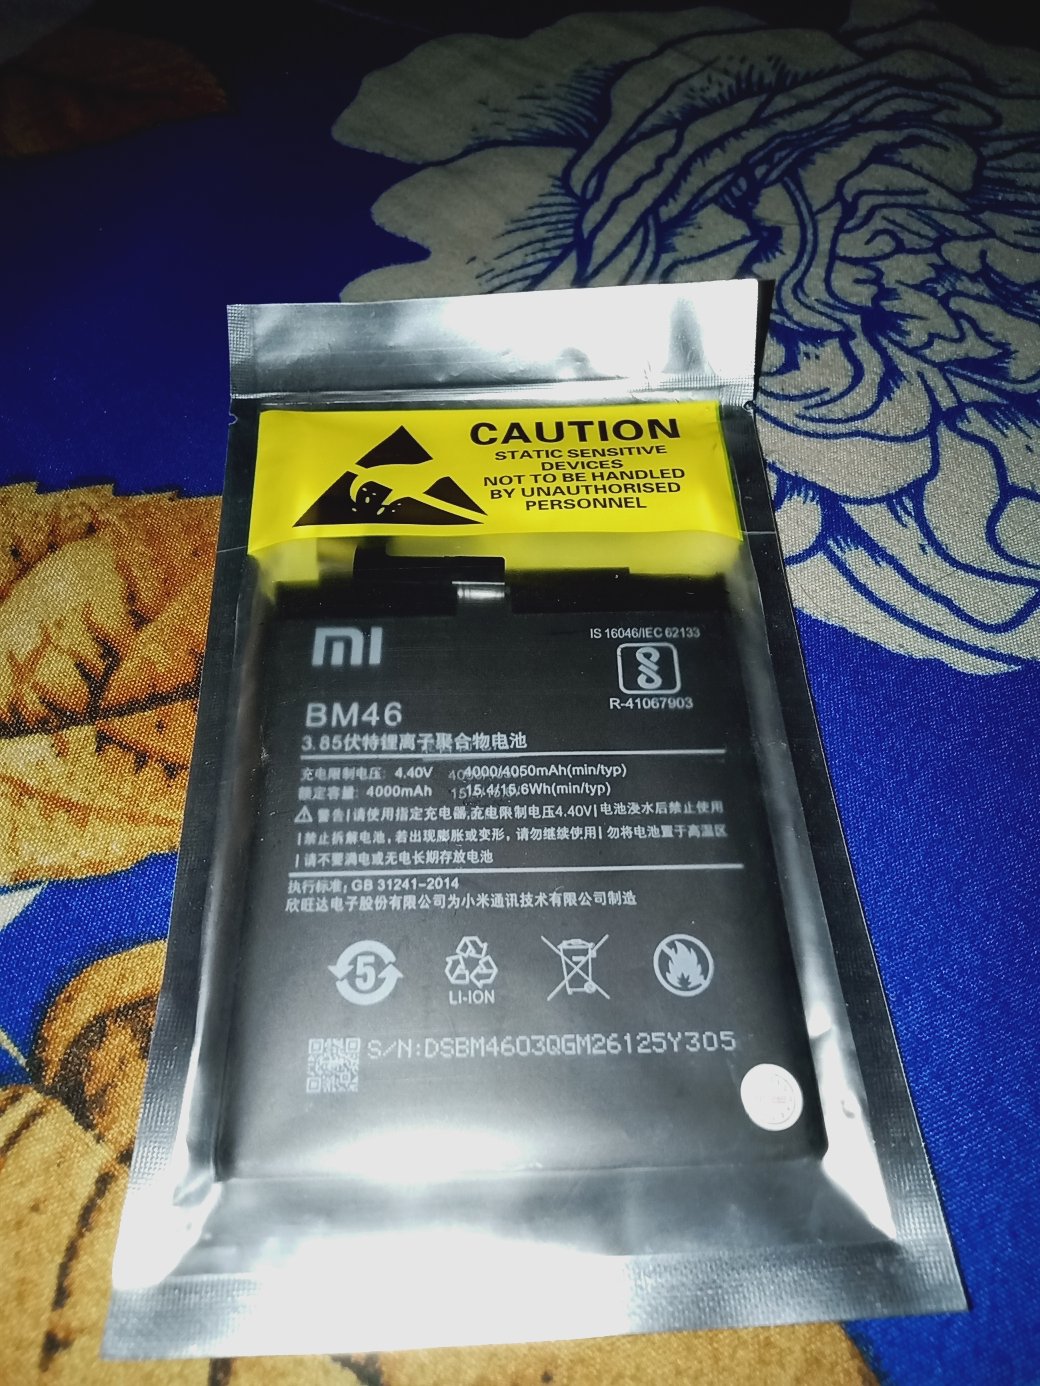 CAUTION
STATIC SENSITIVE
DEVICES
NOT TO BE HANDLED
BY UNAUTHORISED
PERSONNEL
mi
IS 16046/IEC 62133
R-41067903
BM46
3.85伏特锂离子聚合物电池
充电限制电压: 4.40V 4000/4050mAh(min/typ)
额定容量: 4000mAh 15.4/15.6Wh(min/typ)
警告|请使用指定充电器,充电限制电压4.40V|电池浸水后禁止使用
|禁止拆解电池，若出现膨胀或变形，请勿继续使用|勿将电池置于高温区
|请不要满电或无电长期存放电池
执行标准: GB 31241-2014
欣旺达电子股份有限公司为小米通讯技术有限公司制造
5
LI-ION
S/N:DSBM4603QGM26125Y305